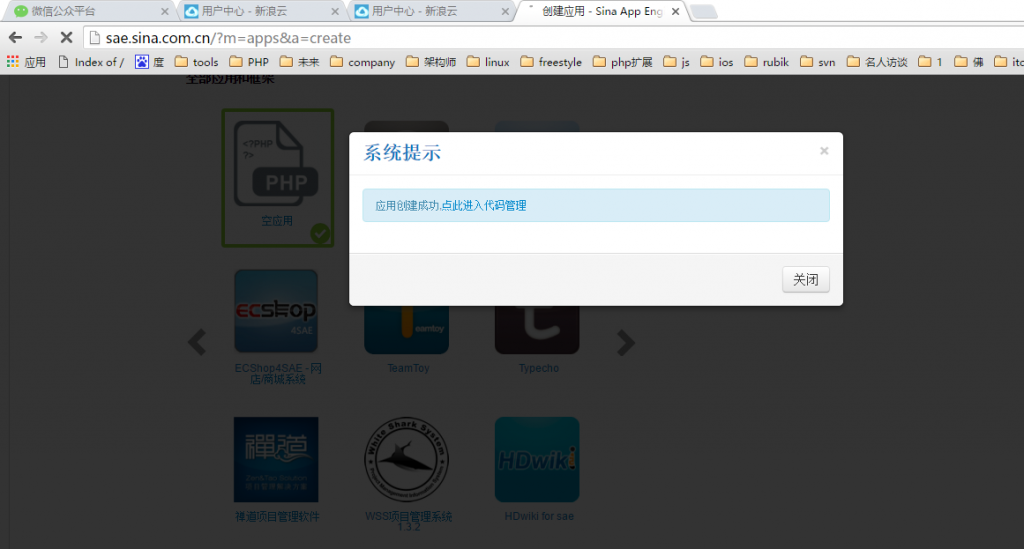 微信公众平台
用户中心 - 新浪云
用户中心 - 新浪云
创建应用 - Sina App Eng
sae.sina.com.cn/?m=apps&a=create
应用
Index of /
度
tools
PHP
未来
company
架构师
linux
freestyle
php扩展
js
ios
rubik
svn
名人访谈
1
佛
itc
全部应用和框架
<?PHP
?>
PHP
空应用
系统提示
应用创建成功,点此进入代码管理
关闭
ECShop
4SAE
ECShop4SAE - 网
店/商城系统
Teamtoy
TeamToy
Typecho
禅道
禅道项目管理软件
White Shark System
WSS项目管理系统
1.3.2
HDwiki
HDwiki for sae